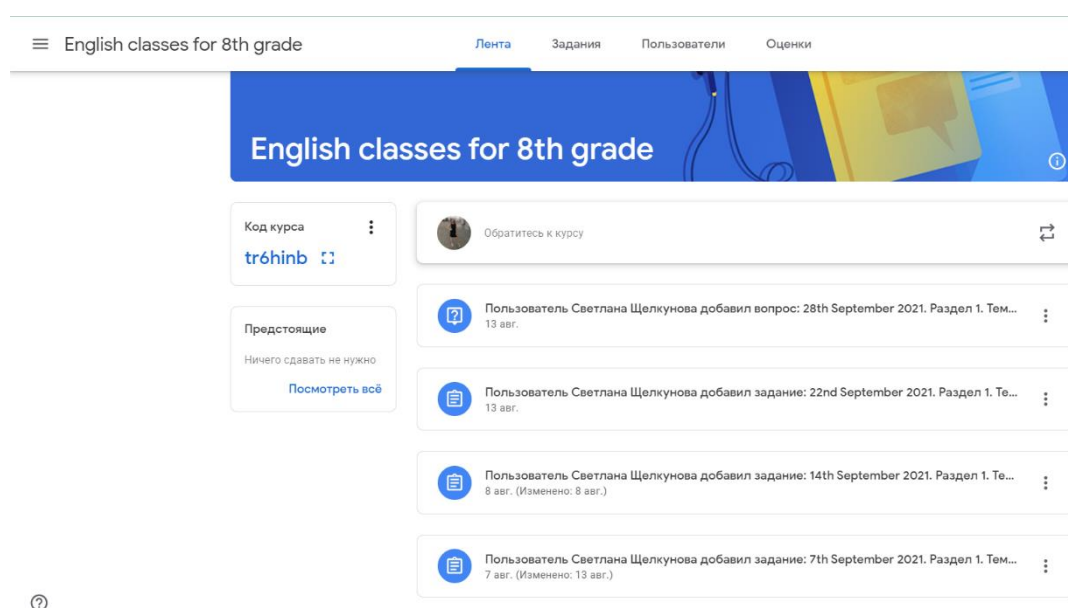 English classes for 8th grade
Лента Задания Пользователи Оценки
English classes for 8th grade
Код курса
tr6hinb
Обратитесь к курсу
Предстоящие
Ничего сдавать не нужно
Посмотреть всё
Пользователь Светлана Щелкунова добавил вопрос: 28th September 2021. Раздел 1. Тем...
13 авг.
Пользователь Светлана Щелкунова добавил задание: 22nd September 2021. Раздел 1. Те...
13 авг.
Пользователь Светлана Щелкунова добавил задание: 14th September 2021. Раздел 1. Те...
8 авг. (Изменено: 8 авг.)
Пользователь Светлана Щелкунова добавил задание: 7th September 2021. Раздел 1. Тем...
7 авг. (Изменено: 13 авг.)